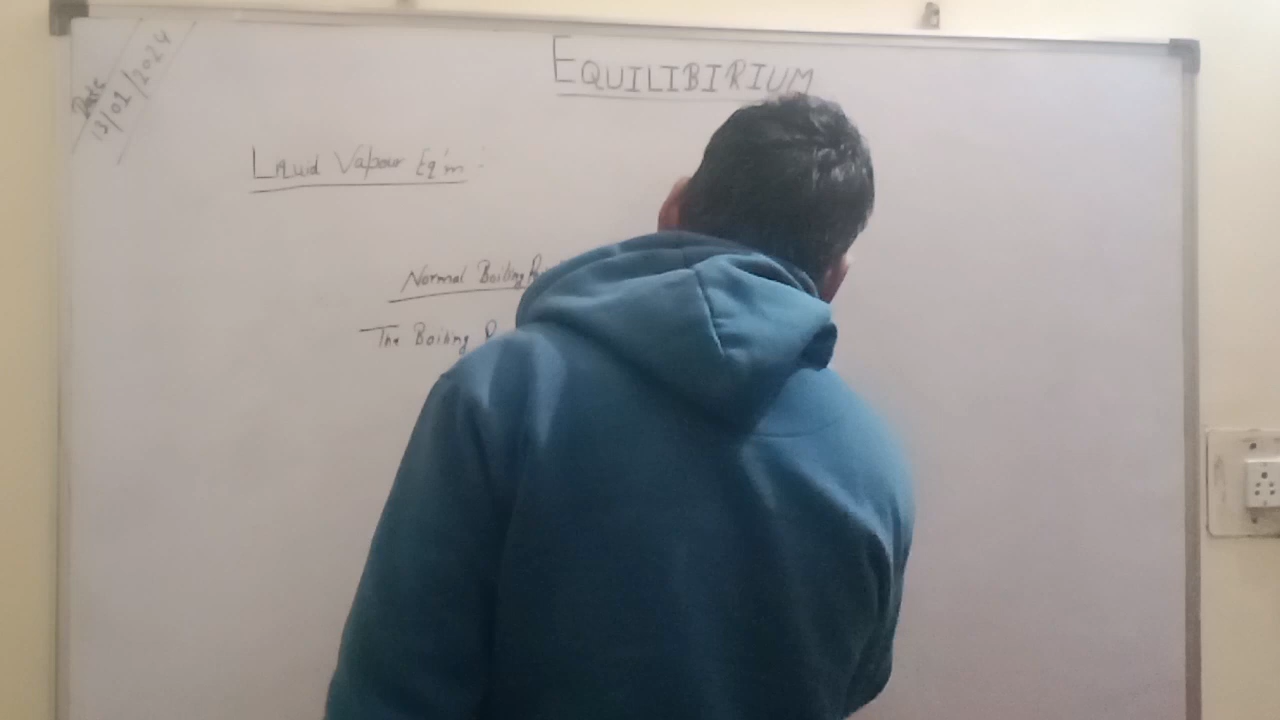 Date
13/01/2024
EQUILIBIRIUM
Liquid Vapour Eq'm :-
Normal Boiling
The Boiling